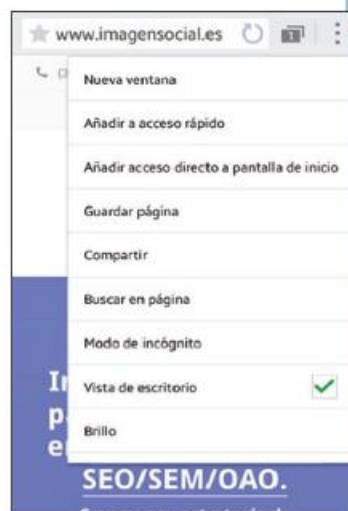 www.imagensocial.es 1
Nueva ventana
Añadir a acceso rápido
Añadir acceso directo a pantalla de inicio
Guardar página
Compartir
Buscar en página
Modo de incógnito
Vista de escritorio
Brillo
SEO/SEM/OAO.